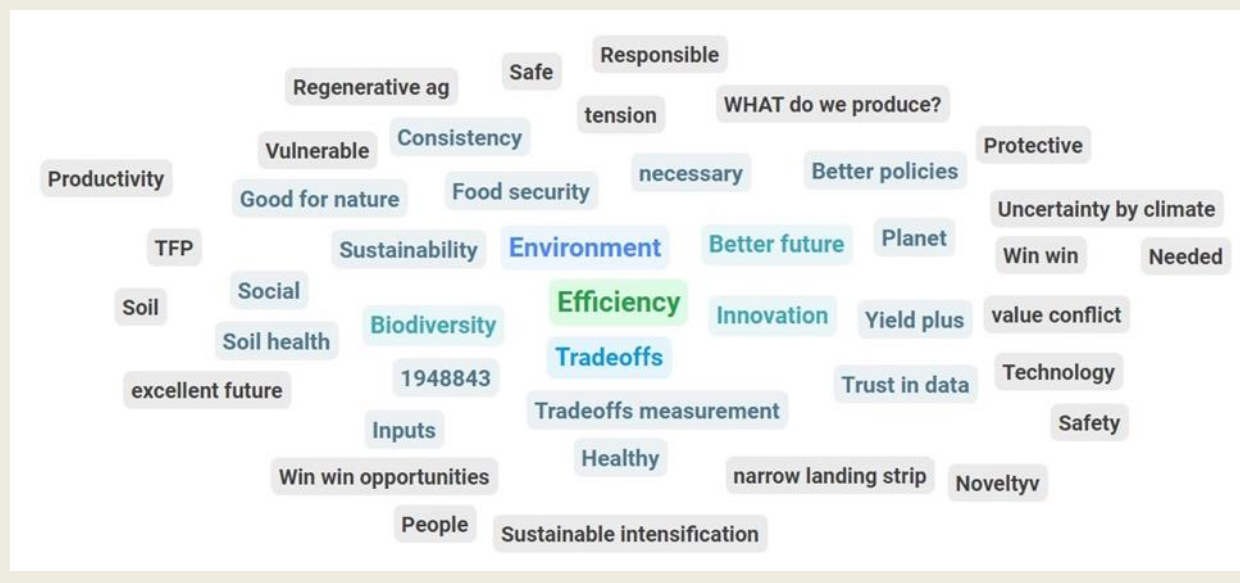 Responsible
Safe
Regenerative ag
WHAT do we produce?
tension
Consistency
Protective
Vulnerable
Better policies
necessary
Productivity
Food security
Good for nature
Uncertainty by climate
Planet
Better future
Environment
TFP
Sustainability
Win win
Needed
Social
Efficiency
Soil
value conflict
Innovation
Yield plus
Biodiversity
Soil health
Tradeoffs
Technology
1948843
Trust in data
excellent future
Tradeoffs measurement
Safety
Inputs
Healthy
Win win opportunities
narrow landing strip
Noveltyv
People
Sustainable intensification